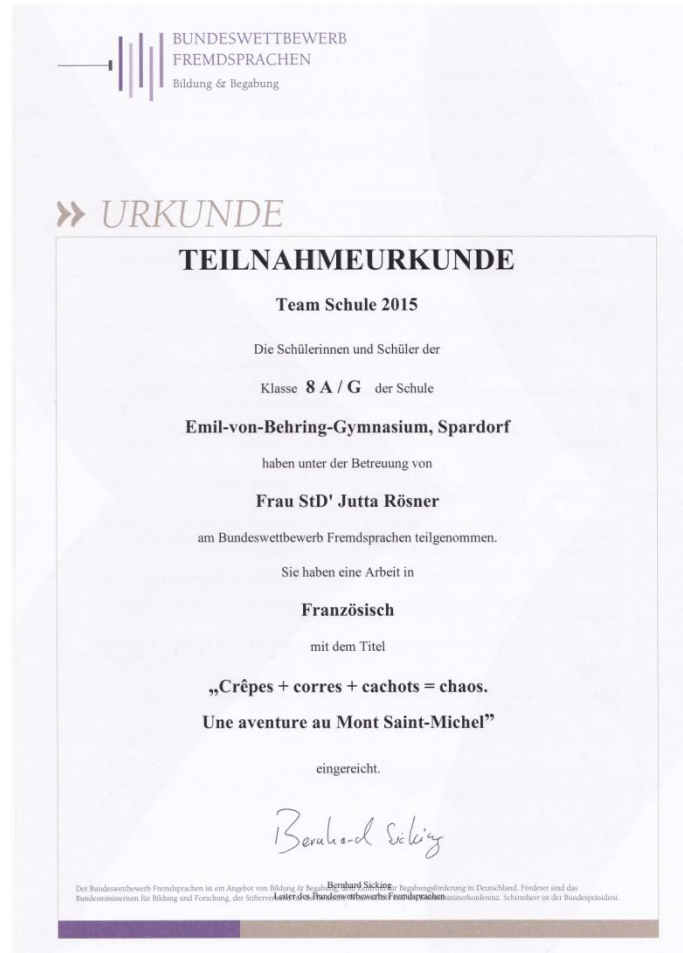 BUNDESWETTBEWERB
FREMDSPRACHEN
Bildung & Begabung
» URKUNDE
TEILNAHMEURKUNDE
Team Schule 2015
Die Schülerinnen und Schüler der
Klasse 8 A / G der Schule
Emil-von-Behring-Gymnasium, Spardorf
haben unter der Betreuung von
Frau StD' Jutta Rösner
am Bundeswettbewerb Fremdsprachen teilgenommen.
Sie haben eine Arbeit in
Französisch
mit dem Titel
„Crêpes + corres + cachots = chaos.
Une aventure au Mont Saint-Michel”
eingereicht.
Bernhard Sicking
Bernhard Sicking
Leiter des Bundeswettbewerbs Fremdsprachen
Der Bundeswettbewerb Fremdsprachen ist ein Angebot von Bildung & Begabung, Begabungsförderung in Deutschland. Förderer sind das
Bundesministerium für Bildung und Forschung, der Schirmherr ist der Bundespräsident.